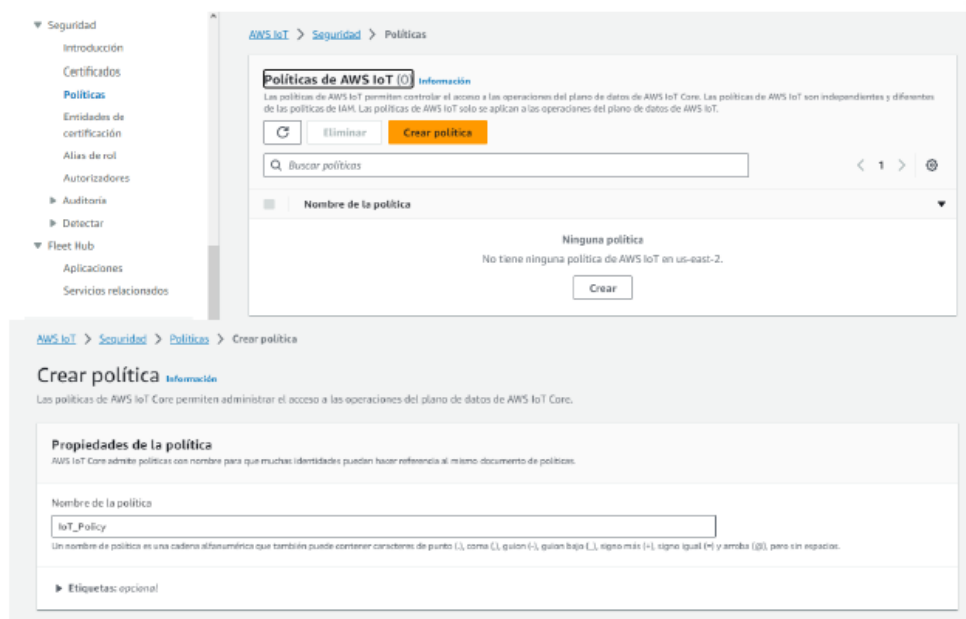 Seguridad
Introducción
Certificados
Políticas
Entidades de
certificación
Alias de rol
Autorizadores
Auditoría
Detectar
Fleet Hub
Aplicaciones
Servicios relacionados
AWS IoT > Seguridad > Políticas
Políticas de AWS IoT (0) Información
Las políticas de AWS IoT permiten controlar el acceso a las operaciones del plano de datos de AWS IoT Core. Las políticas de AWS IoT son independientes y diferentes
de las políticas de IAM. Las políticas de AWS IoT solo se aplican a las operaciones del plano de datos de AWS IoT.
Eliminar Crear política
Buscar políticas
< 1 >
Nombre de la política
Ninguna política
No tiene ninguna política de AWS IoT en us-east-2.
Crear
AWS IoT > Seguridad > Políticas > Crear política
Crear política Información
Las políticas de AWS IoT Core permiten administrar el acceso a las operaciones del plano de datos de AWS IoT Core.
Propiedades de la política
AWS IoT Core admite políticas con nombre para que muchas identidades puedan hacer referencia al mismo documento de políticas.
Nombre de la política
IoT_Policy
Un nombre de política es una cadena alfanumérica que también puede contener caracteres de punto (.), coma (,), guion (-), guion bajo (_), signo más (+), signo igual (=) y arroba (@), pero sin espacios.
Etiquetas: opcional